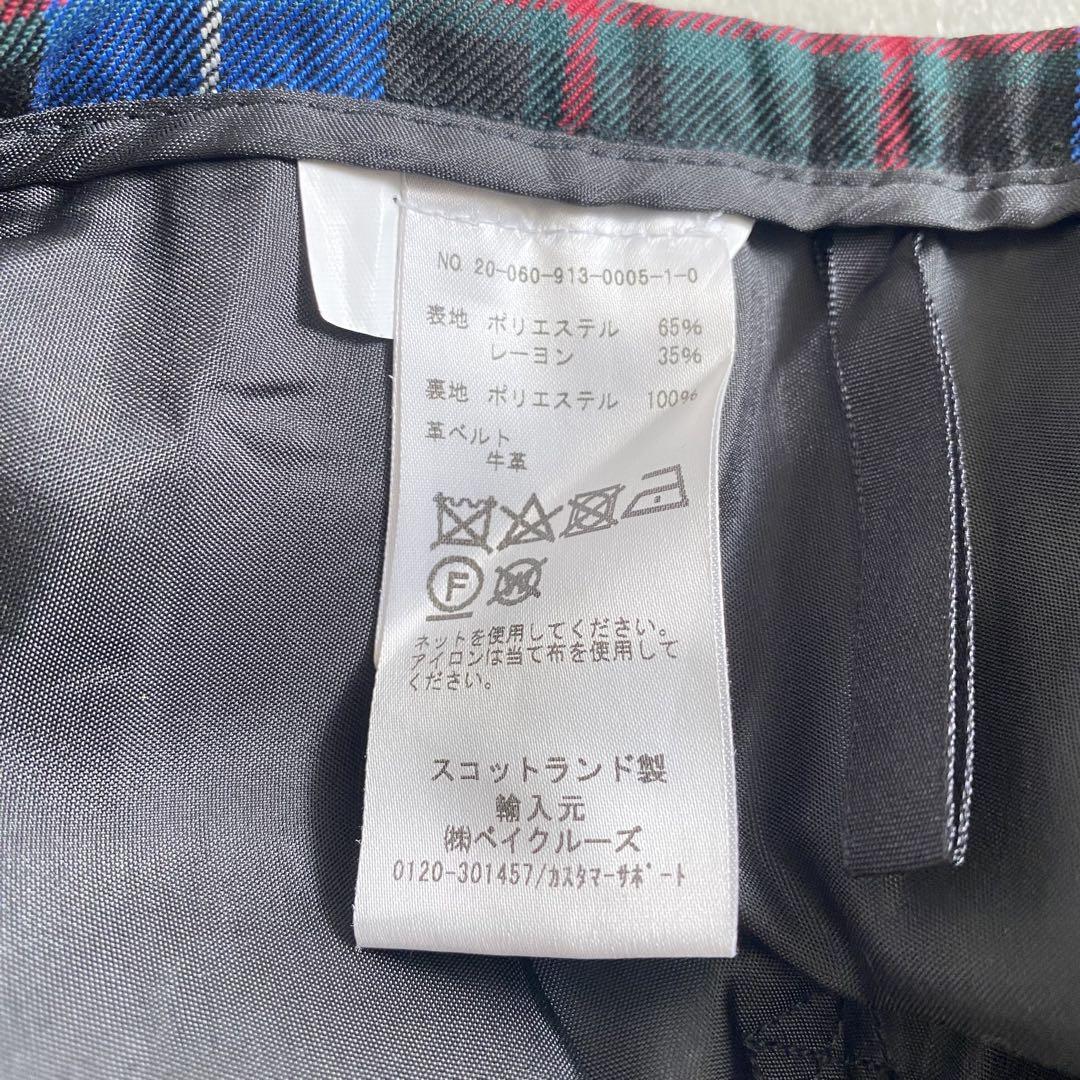 NO 20-060-913-0005-1-0
表地 ポリエステル 65%
レーヨン 35%
裏地 ポリエステル 100%
革ベルト
牛革
F
W
ネットを使用してください。
アイロンは当て布を使用して
ください。
スコットランド製
輸入元
㈱ベイクルーズ
0120-301457/ｶｽﾀﾏｰｻﾎﾟｰﾄ